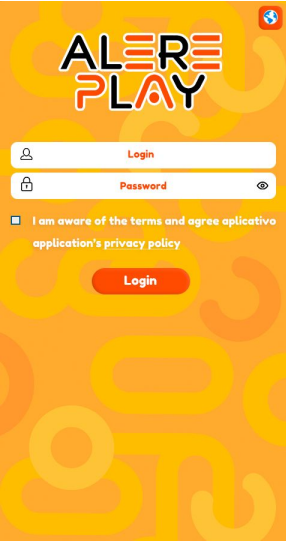 ALERE
PLAY
Login
Password
I am aware of the terms and agree aplicativo
application's privacy policy
Login